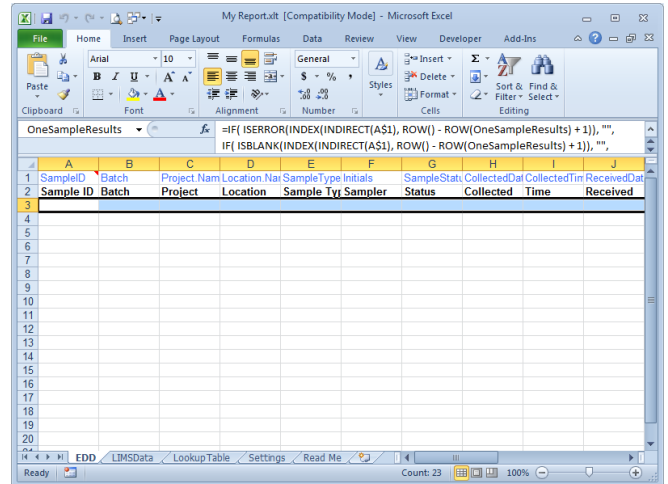 My Report.xlt [Compatibility Mode] - Microsoft Excel
File Home Insert Page Layout Formulas Data Review View Developer Add-Ins
Arial 10 General Insert Σ
Paste B I U A A $ % , Styles Delete Sort & Find &
A .00 .00 Format Filter Select
Clipboard Font Alignment Number Cells Editing
OneSampleResults fx =IF( ISERROR(INDEX(INDIRECT(A$1), ROW() - ROW(OneSampleResults) + 1)), "",
IF( ISBLANK(INDEX(INDIRECT(A$1), ROW() - ROW(OneSampleResults) + 1)), "",
A B C D E F G H I J
1 SampleID Batch Project.Nam Location.Nar SampleType Initials SampleStatu CollectedDat CollectedTim ReceivedDat
2 Sample ID Batch Project Location Sample Typ Sampler Status Collected Time Received
3
4
5
6
7
8
9
10
11
12
13
14
15
16
17
18
19
20
EDD LIMSData LookupTable Settings Read Me
Ready Count: 23 100%